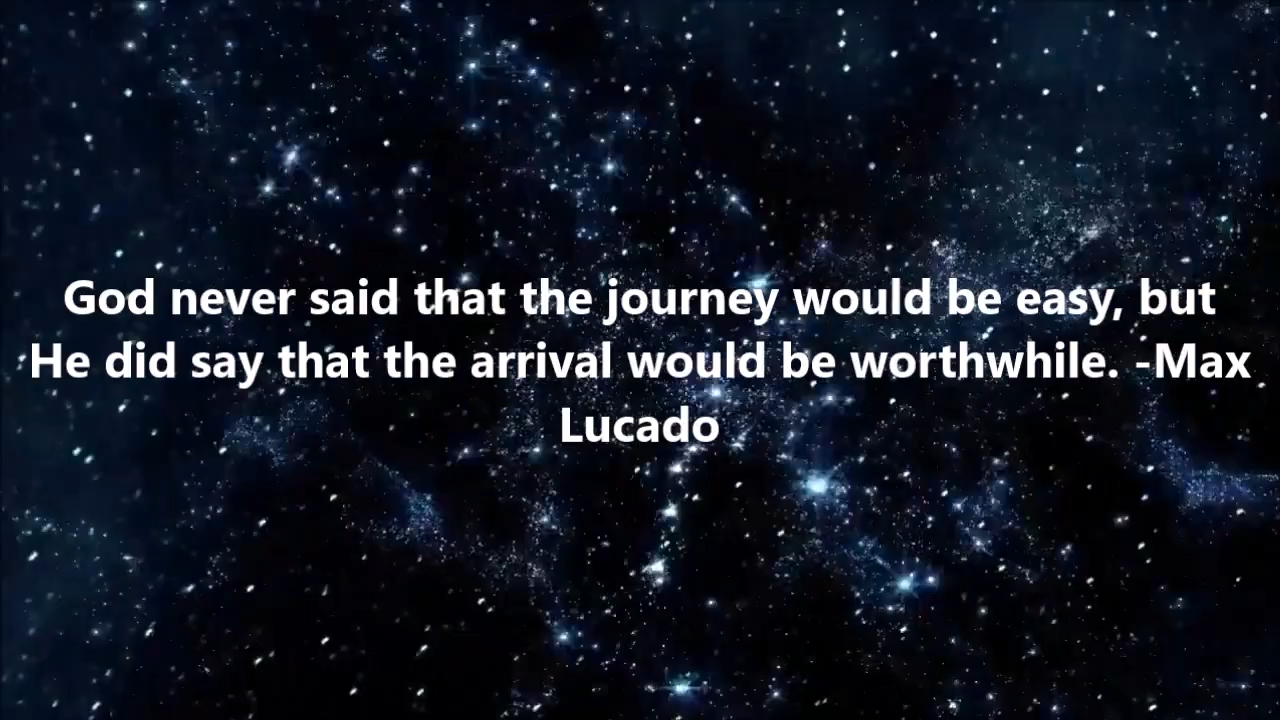 God never said that the journey would be easy, but
He did say that the arrival would be worthwhile. -Max
Lucado